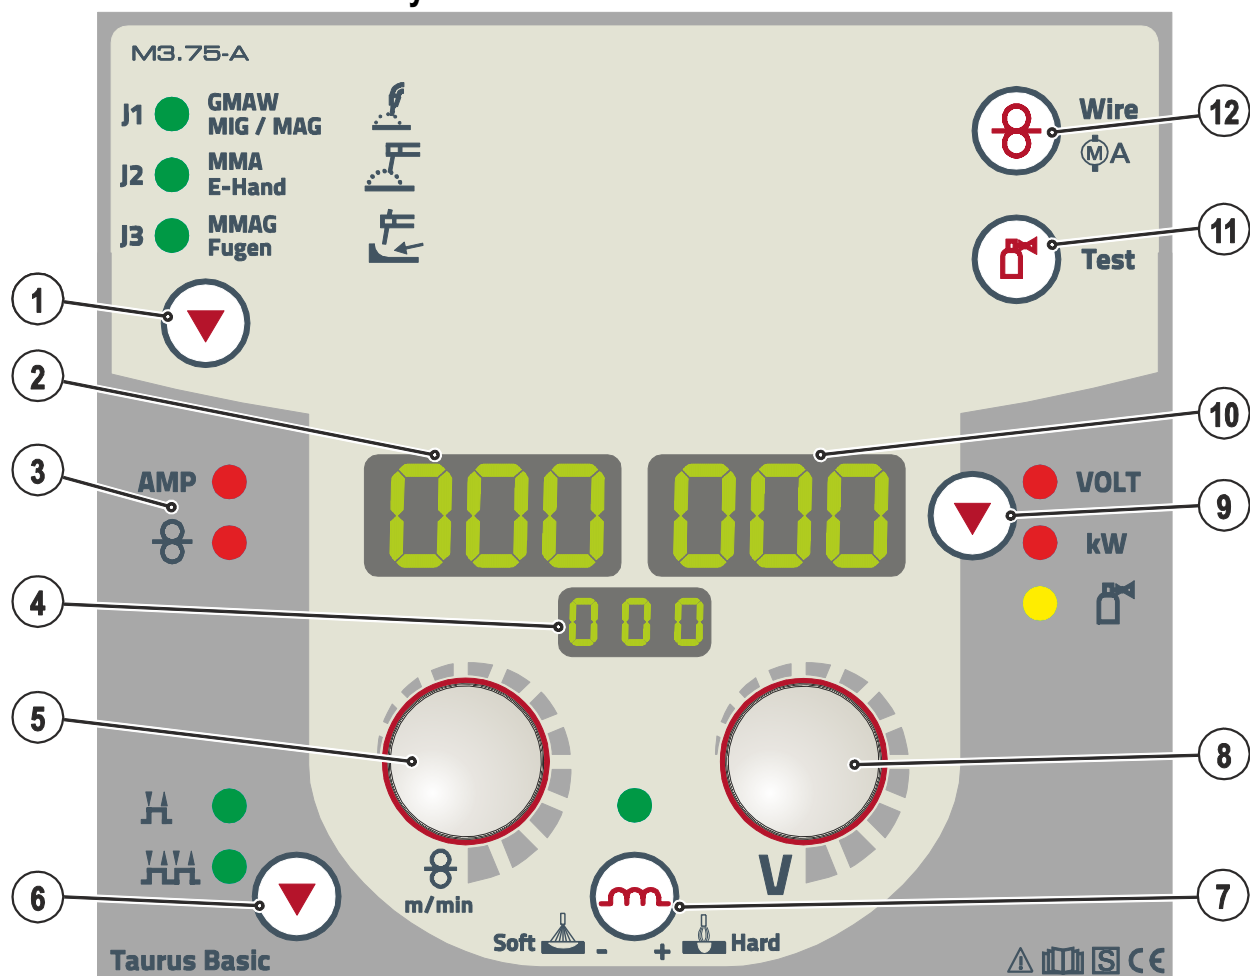 M3.75-A
J1 GMAW
MIG / MAG
J2 MMA
E-Hand
J3 MMAG
Fugen
Wire
M A
Test
12
11
1
2
10
3
AMP
000
000
VOLT
9
kW
4
000
5
8
6
m/min
V
7
Soft - + Hard
Taurus Basic
S CE